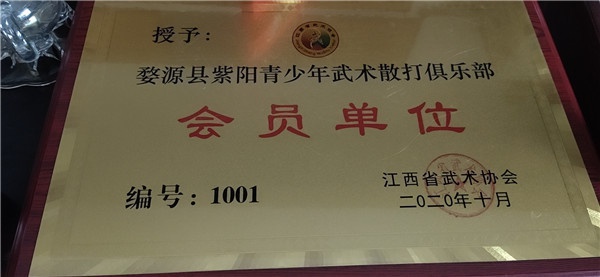 授予：
婺源县紫阳青少年武术散打俱乐部
会员单位
编号：1001
江西省武术协会
二〇二〇年十月